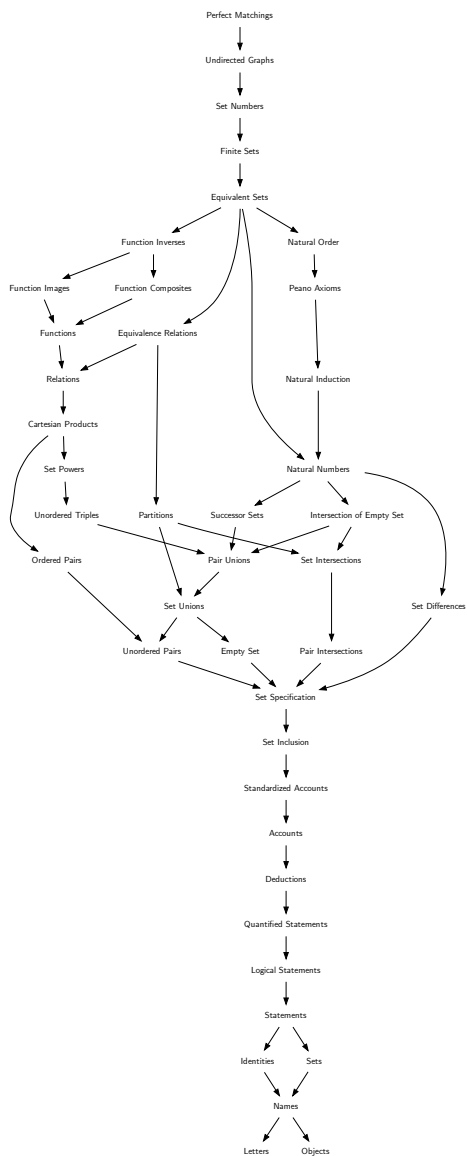 Perfect Matchings
Undirected Graphs
Set Numbers
Finite Sets
Equivalent Sets
Function Inverses
Natural Order
Function Images
Function Composites
Peano Axioms
Functions
Equivalence Relations
Relations
Natural Induction
Cartesian Products
Set Powers
Natural Numbers
Unordered Triples
Partitions
Successor Sets
Intersection of Empty Set
Ordered Pairs
Pair Unions
Set Intersections
Set Unions
Set Differences
Unordered Pairs
Empty Set
Pair Intersections
Set Specification
Set Inclusion
Standardized Accounts
Accounts
Deductions
Quantified Statements
Logical Statements
Statements
Identities
Sets
Names
Letters
Objects